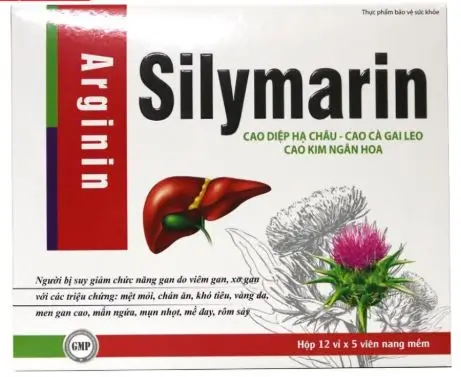 Thực phẩm bảo vệ sức khỏe
Arginin
Silymarin
CAO DIỆP HẠ CHÂU - CAO CÀ GAI LEO
CAO KIM NGÂN HOA
Người bị suy giảm chức năng gan do viêm gan, xơ gan
với các triệu chứng: mệt mỏi, chán ăn, khó tiêu, vàng da,
men gan cao, mẩn ngứa, mụn nhọt, mề đay, rôm sảy
GMP
Hộp 12 vỉ x 5 viên nang mềm